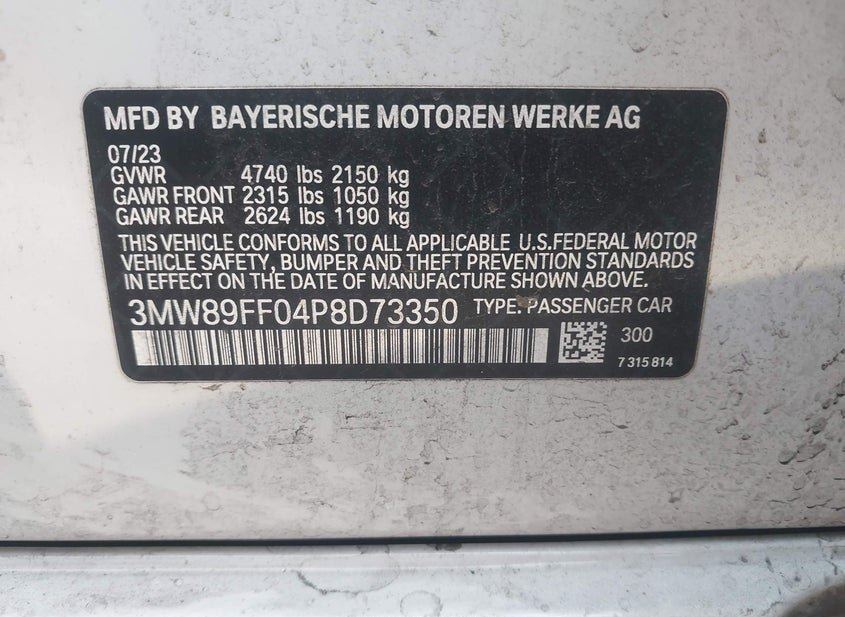 MFD BY BAYERISCHE MOTOREN WERKE AG
07/23
GVWR 4740 lbs 2150 kg
GAWR FRONT 2315 lbs 1050 kg
GAWR REAR 2624 lbs 1190 kg
THIS VEHICLE CONFORMS TO ALL APPLICABLE U.S.FEDERAL MOTOR
VEHICLE SAFETY, BUMPER AND THEFT PREVENTION STANDARDS
IN EFFECT ON THE DATE OF MANUFACTURE SHOWN ABOVE.
3MW89FF04P8D73350 TYPE: PASSENGER CAR
300
7 315 814